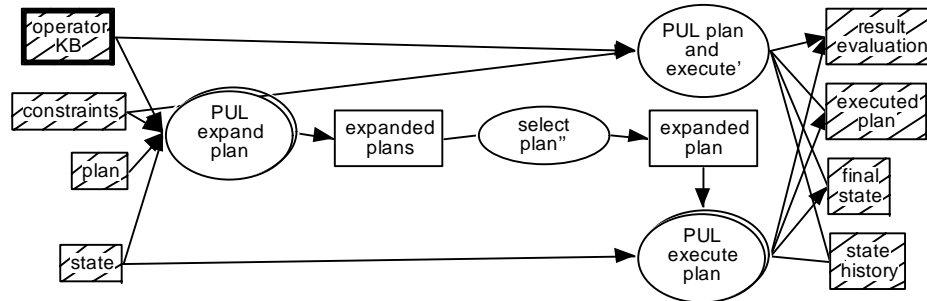 operator
KB
constraints
plan
state
PUL
expand
plan
expanded
plans
select
plan”
expanded
plan
PUL plan
and
execute’
PUL
execute
plan
result
evaluation
executed
plan
final
state
state
history